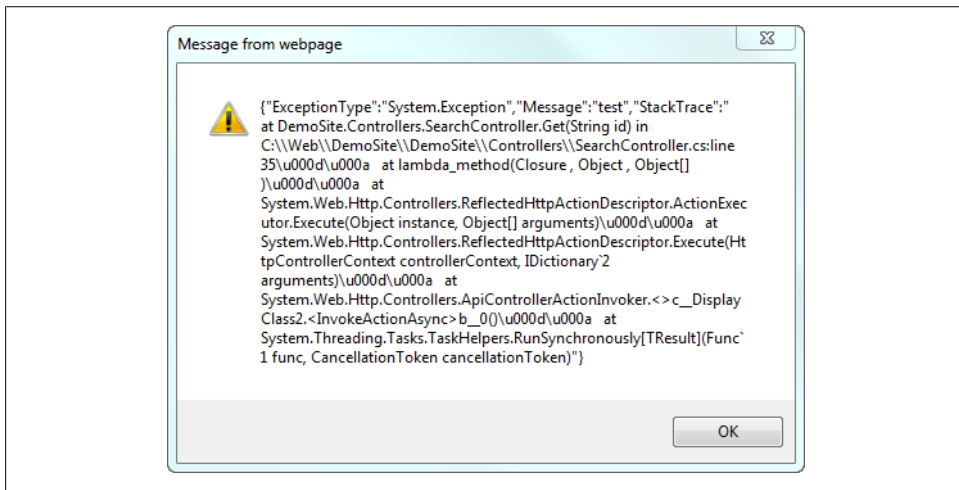 Message from webpage
{"ExceptionType":"System.Exception","Message":"test","StackTrace":"
at DemoSite.Controllers.SearchController.Get(String id) in
C:\\Web\\DemoSite\\DemoSite\\Controllers\\SearchController.cs:line
35\u000d\u000a   at lambda_method(Closure , Object , Object[]
)\u000d\u000a   at
System.Web.Http.Controllers.ReflectedHttpActionDescriptor.ActionExec
utor.Execute(Object instance, Object[] arguments)\u000d\u000a   at
System.Web.Http.Controllers.ReflectedHttpActionDescriptor.Execute(Ht
tpControllerContext controllerContext, IDictionary`2
arguments)\u000d\u000a   at
System.Web.Http.Controllers.ApiControllerActionInvoker.<>c__Display
Class2.<InvokeActionAsync>b__0()\u000d\u000a   at
System.Threading.Tasks.TaskHelpers.RunSynchronously[TResult](Func`
1 func, CancellationToken cancellationToken)"}
OK